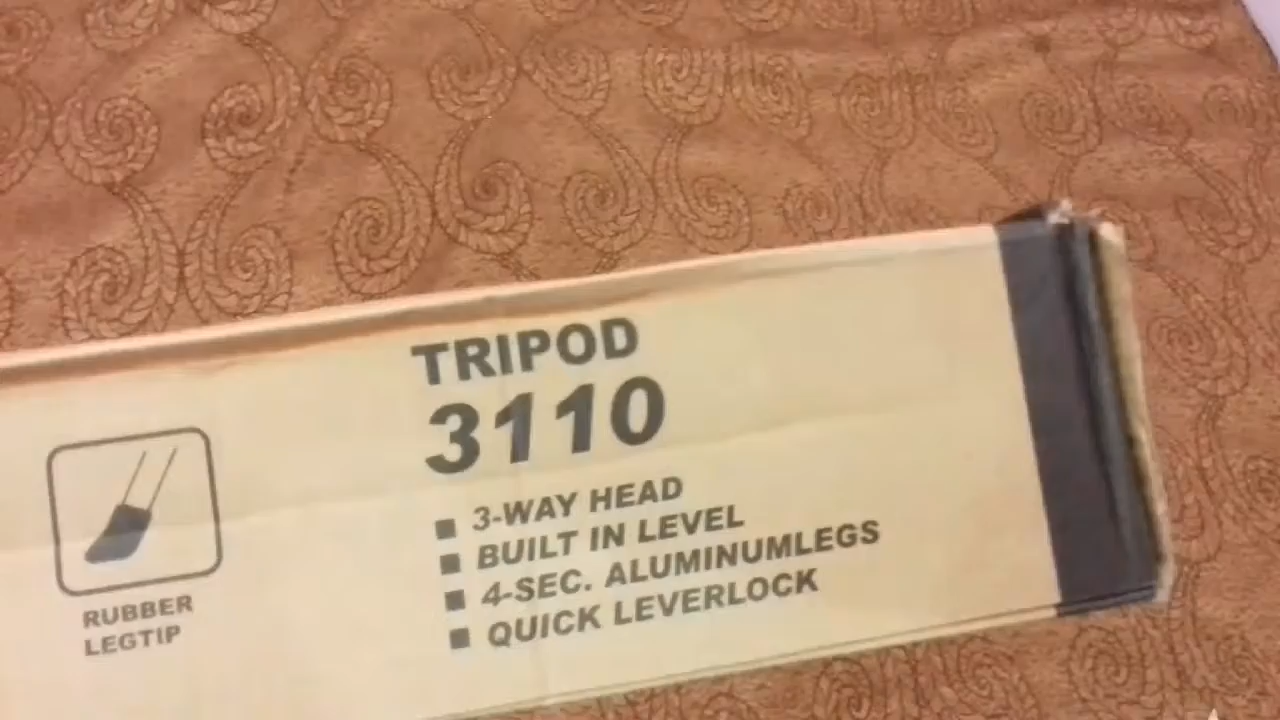 TRIPOD
3110
3-WAY HEAD
BUILT IN LEVEL
4-SEC. ALUMINUMLEGS
QUICK LEVERLOCK
RUBBER
LEGTIP